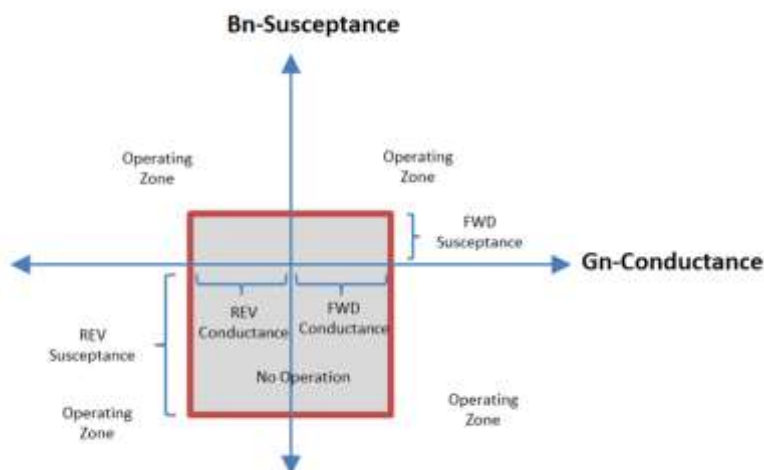 Bn-Susceptance
Operating
Zone
Operating
Zone
FWD
Susceptance
Gn-Conductance
REV
Conductance
FWD
Conductance
REV
Susceptance
No Operation
Operating
Zone
Operating
Zone